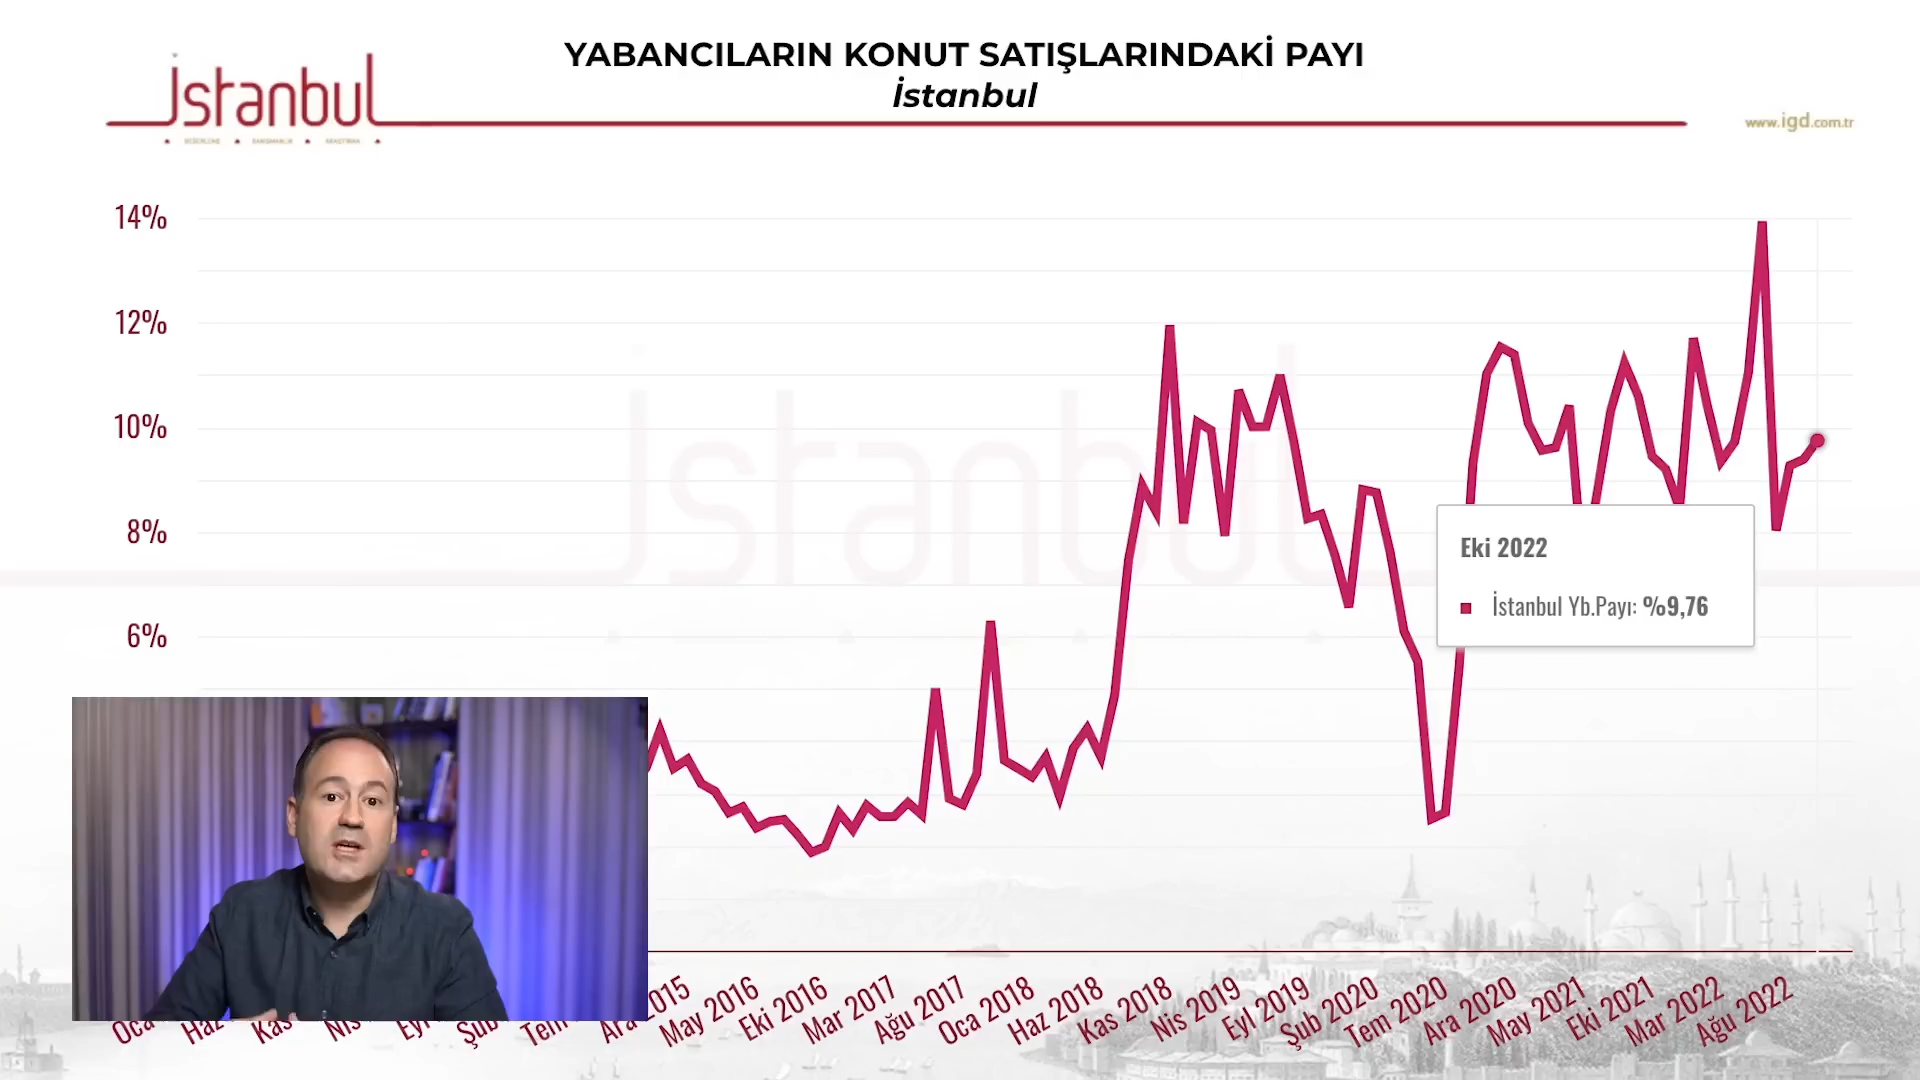 YABANCILARIN KONUT SATIŞLARINDAKİ PAYI
İstanbul
istanbul
www.igd.com.tr
14%
12%
10%
8%
6%
Eki 2022
İstanbul Yb.Payı: %9,76
May 2016
Eki 2016
Mar 2017
Ağu 2017
Oca 2018
Haz 2018
Kas 2018
Nis 2019
Eyl 2019
Şub 2020
Tem 2020
Ara 2020
May 2021
Eki 2021
Mar 2022
Ağu 2022